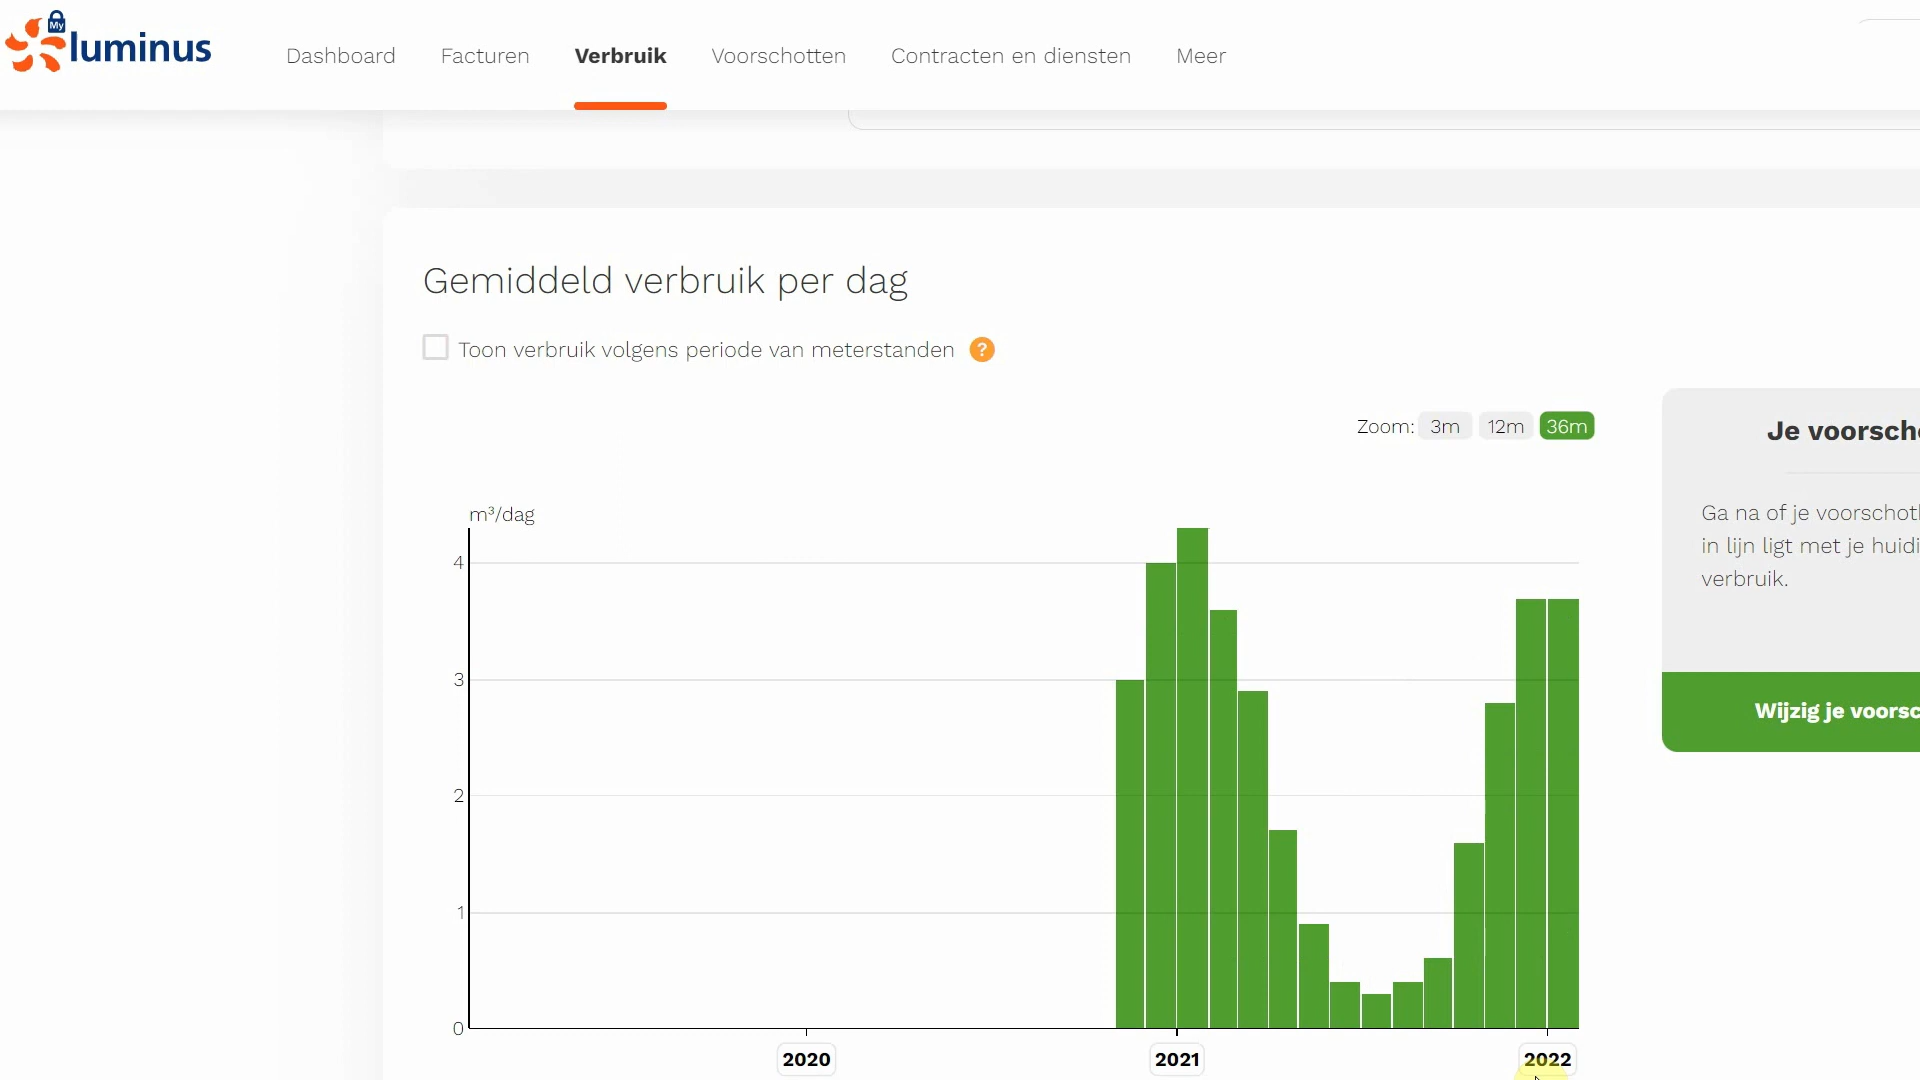 My
luminus
Dashboard Facturen Verbruik Voorschotten Contracten en diensten Meer
Gemiddeld verbruik per dag
Toon verbruik volgens periode van meterstanden ?
Zoom: 3m 12m 36m
m³/dag
4
3
2
1
0
2020 2021 2022
Je voorsch
Ga na of je voorschot
in lijn ligt met je huidi
verbruik.
Wijzig je voorsc